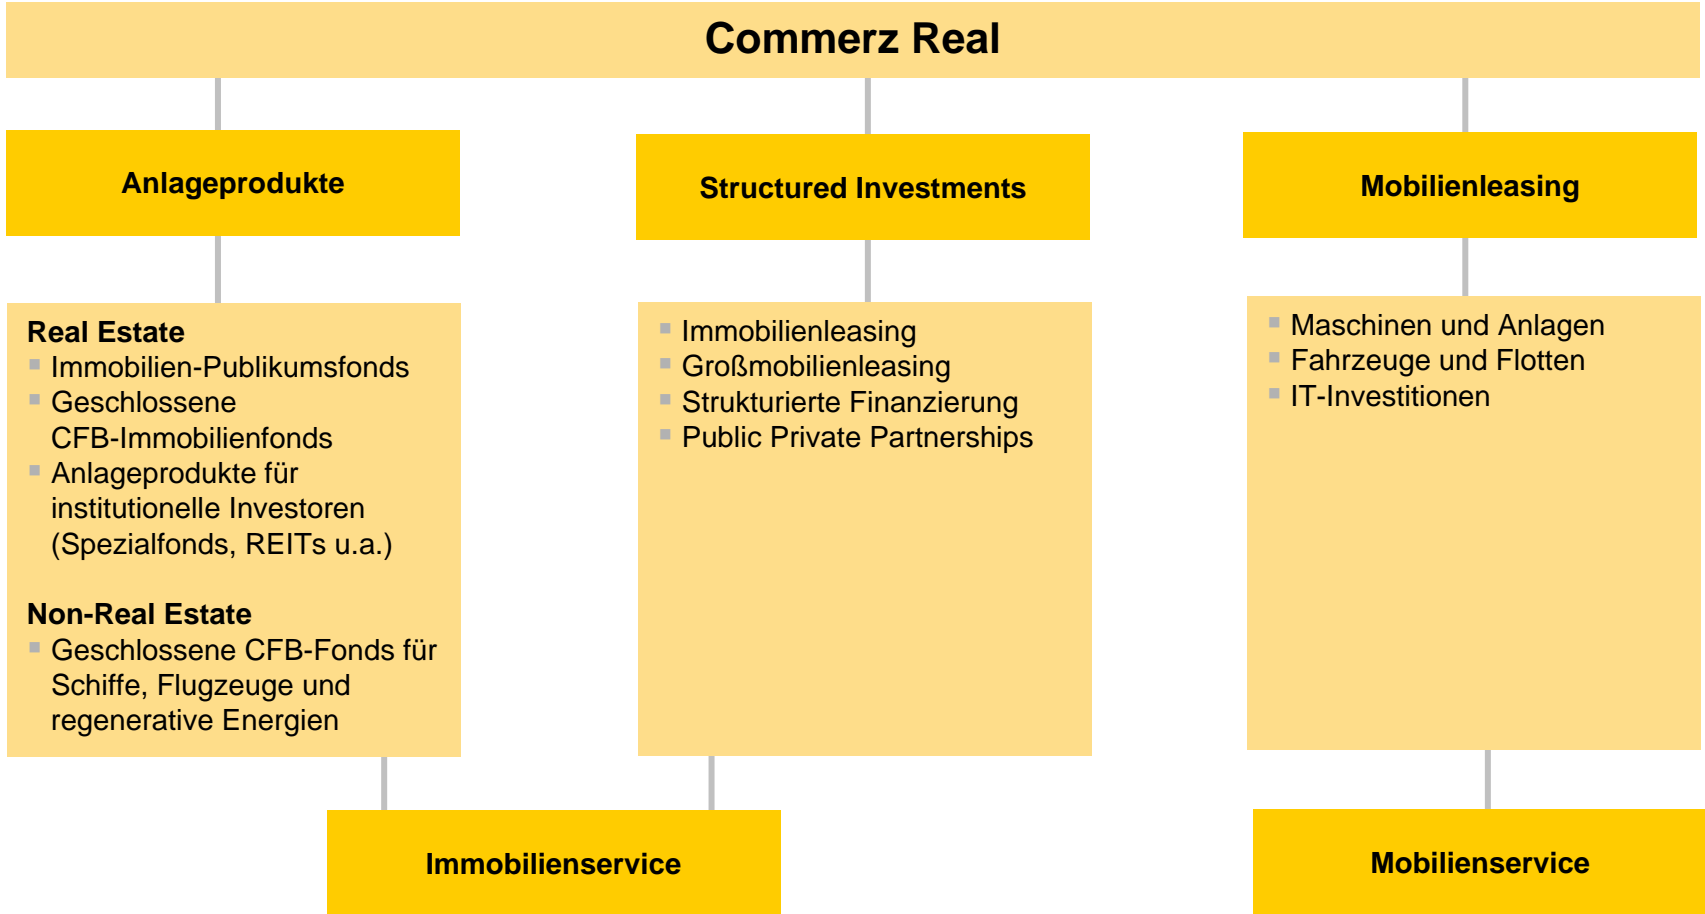 Commerz Real
Anlageprodukte
Structured Investments
Mobilienleasing
Real Estate
Immobilien-Publikumsfonds
Geschlossene
CFB-Immobilienfonds
Anlageprodukte für
institutionelle Investoren
(Spezialfonds, REITs u.a.)
Non-Real Estate
Geschlossene CFB-Fonds für
Schiffe, Flugzeuge und
regenerative Energien
Immobilienleasing
Großmobilienleasing
Strukturierte Finanzierung
Public Private Partnerships
Maschinen und Anlagen
Fahrzeuge und Flotten
IT-Investitionen
Immobilienservice
Mobilienservice